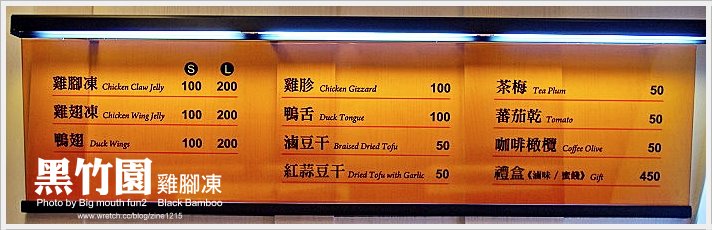 S L
雞腳凍 Chicken Claw Jelly 100 200
雞翅凍 Chicken Wing Jelly 100 200
鴨翅 Duck Wings 100 200
雞胗 Chicken Gizzard 100
鴨舌 Duck Tongue 100
滷豆干 Braised Dried Tofu 50
紅蒜豆干 Dried Tofu with Garlic 50
茶梅 Tea Plum 50
蕃茄乾 Tomato 50
咖啡橄欖 Coffee Olive 50
禮盒《滷味 / 蜜餞》 Gift 450
黑竹園 雞腳凍
Photo by Big mouth fun2 Black Bamboo
www.wretch.cc/blog/zine1215